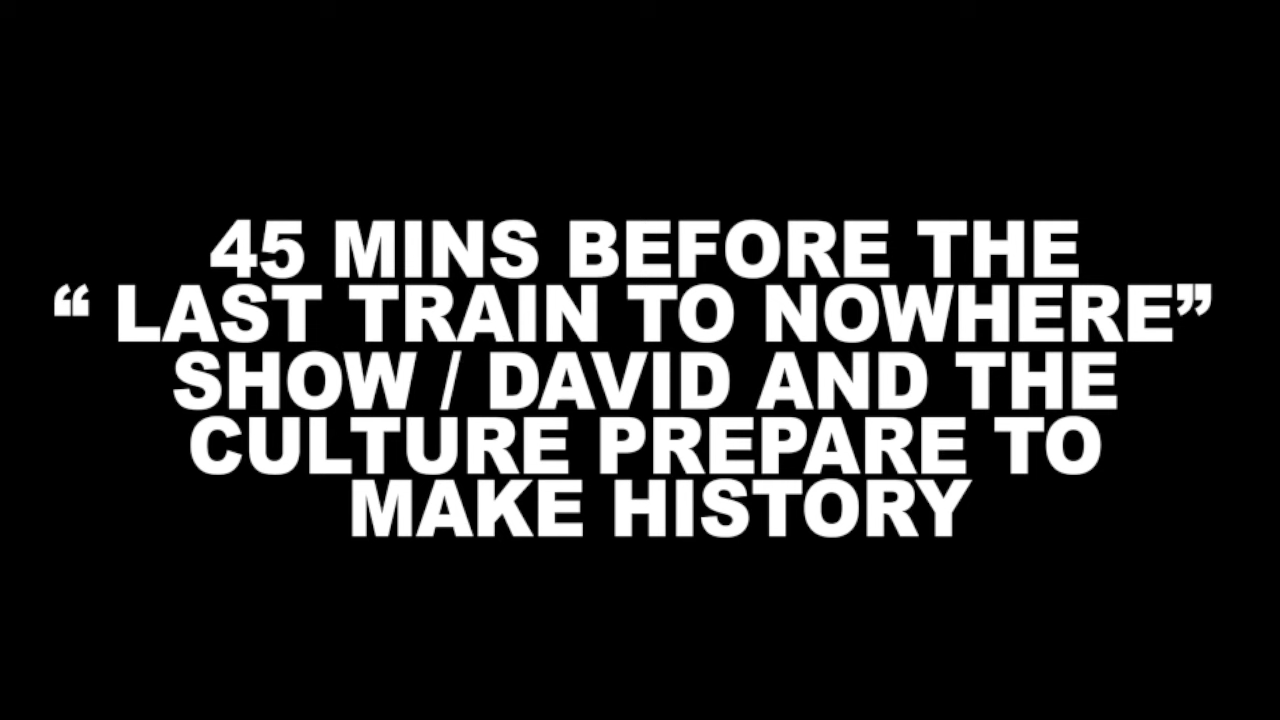 45 MINS BEFORE THE
“ LAST TRAIN TO NOWHERE”
SHOW / DAVID AND THE
CULTURE PREPARE TO
MAKE HISTORY